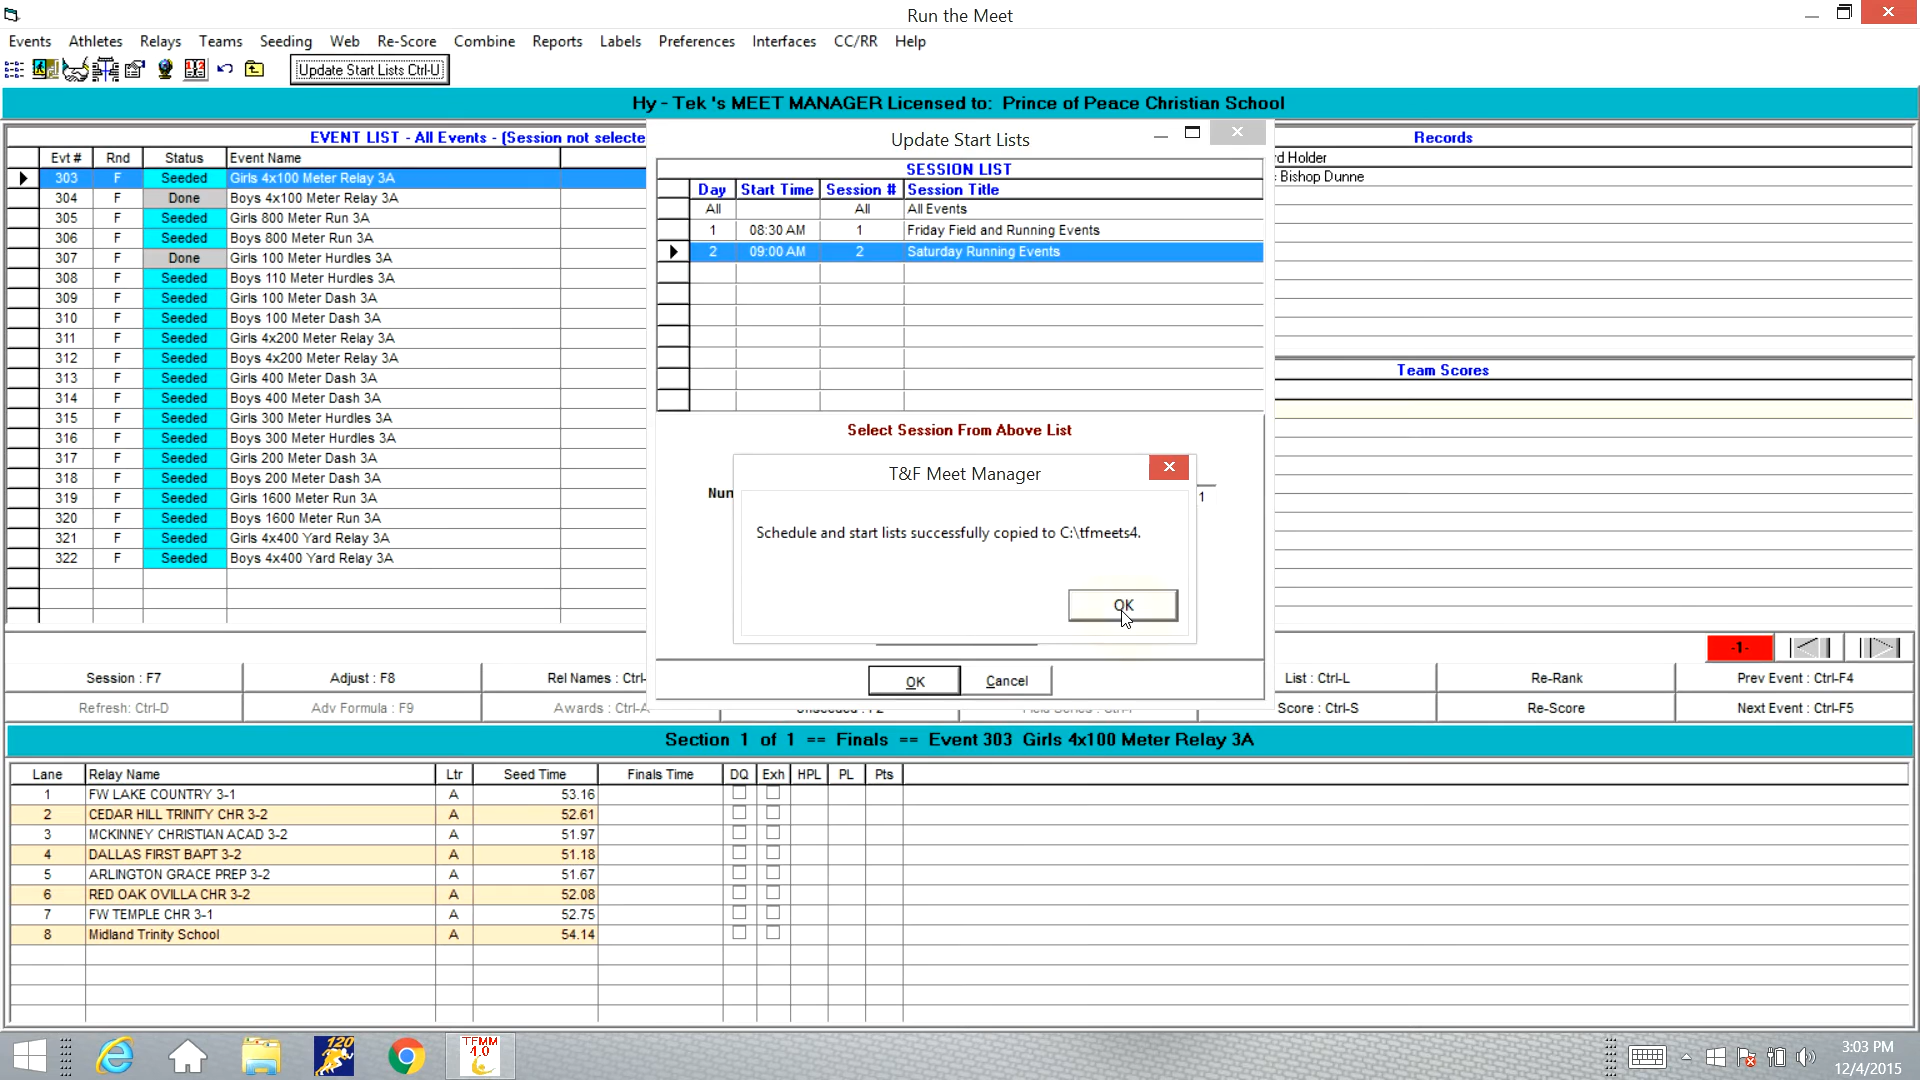 Run the Meet
Events Athletes Relays Teams Seeding Web Re-Score Combine Reports Labels Preferences Interfaces CC/RR Help
Update Start Lists Ctrl-U
Hy - Tek 's MEET MANAGER Licensed to: Prince of Peace Christian School
EVENT LIST - All Events - (Session not selecte
Evt # Rnd Status Event Name
303 F Seeded Girls 4x100 Meter Relay 3A
304 F Done Boys 4x100 Meter Relay 3A
305 F Seeded Girls 800 Meter Run 3A
306 F Seeded Boys 800 Meter Run 3A
307 F Done Girls 100 Meter Hurdles 3A
308 F Seeded Boys 110 Meter Hurdles 3A
309 F Seeded Girls 100 Meter Dash 3A
310 F Seeded Boys 100 Meter Dash 3A
311 F Seeded Girls 4x200 Meter Relay 3A
312 F Seeded Boys 4x200 Meter Relay 3A
313 F Seeded Girls 400 Meter Dash 3A
314 F Seeded Boys 400 Meter Dash 3A
315 F Seeded Girls 300 Meter Hurdles 3A
316 F Seeded Boys 300 Meter Hurdles 3A
317 F Seeded Girls 200 Meter Dash 3A
318 F Seeded Boys 200 Meter Dash 3A
319 F Seeded Girls 1600 Meter Run 3A
320 F Seeded Boys 1600 Meter Run 3A
321 F Seeded Girls 4x400 Yard Relay 3A
322 F Seeded Boys 4x400 Yard Relay 3A
Update Start Lists
SESSION LIST
Day Start Time Session # Session Title
All All All Events
1 08:30 AM 1 Friday Field and Running Events
2 09:00 AM 2 Saturday Running Events
Select Session From Above List
Nun
1
T&F Meet Manager
Schedule and start lists successfully copied to C:\tfmeets4.
OK
OK Cancel
Records
d Holder
Bishop Dunne
Team Scores
-1-
Session : F7 Adjust : F8 Rel Names : Ctrl- List : Ctrl-L Re-Rank Prev Event : Ctrl-F4
Refresh: Ctrl-D Adv Formula : F9 Awards : Ctrl-A Score : Ctrl-S Re-Score Next Event : Ctrl-F5
Section 1 of 1 == Finals == Event 303 Girls 4x100 Meter Relay 3A
Lane Relay Name Ltr Seed Time Finals Time DQ Exh HPL PL Pts
1 FW LAKE COUNTRY 3-1 A 53.16
2 CEDAR HILL TRINITY CHR 3-2 A 52.61
3 MCKINNEY CHRISTIAN ACAD 3-2 A 51.97
4 DALLAS FIRST BAPT 3-2 A 51.18
5 ARLINGTON GRACE PREP 3-2 A 51.67
6 RED OAK OVILLA CHR 3-2 A 52.08
7 FW TEMPLE CHR 3-1 A 52.75
8 Midland Trinity School A 54.14
120
TFMM
4.0
3:03 PM
12/4/2015